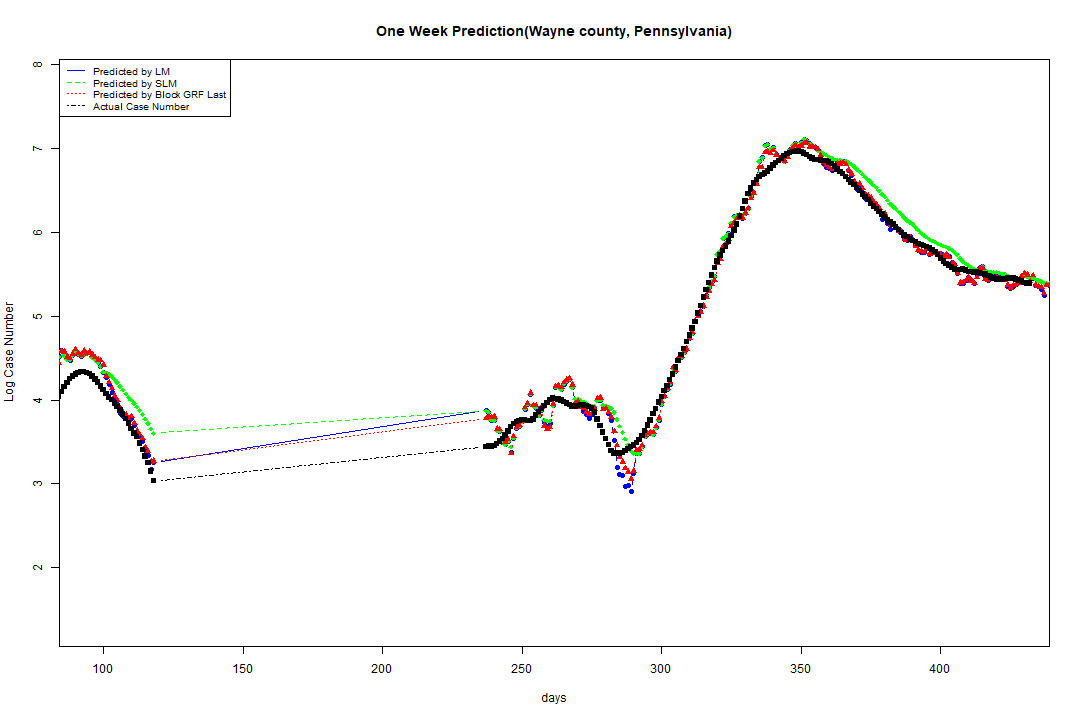 One Week Prediction(Wayne county, Pennsylvania)
Predicted by LM
Predicted by SLM
Predicted by Block GRF Last
Actual Case Number
8
7
6
5
4
3
2
Log Case Number
100 150 200 250 300 350 400
days